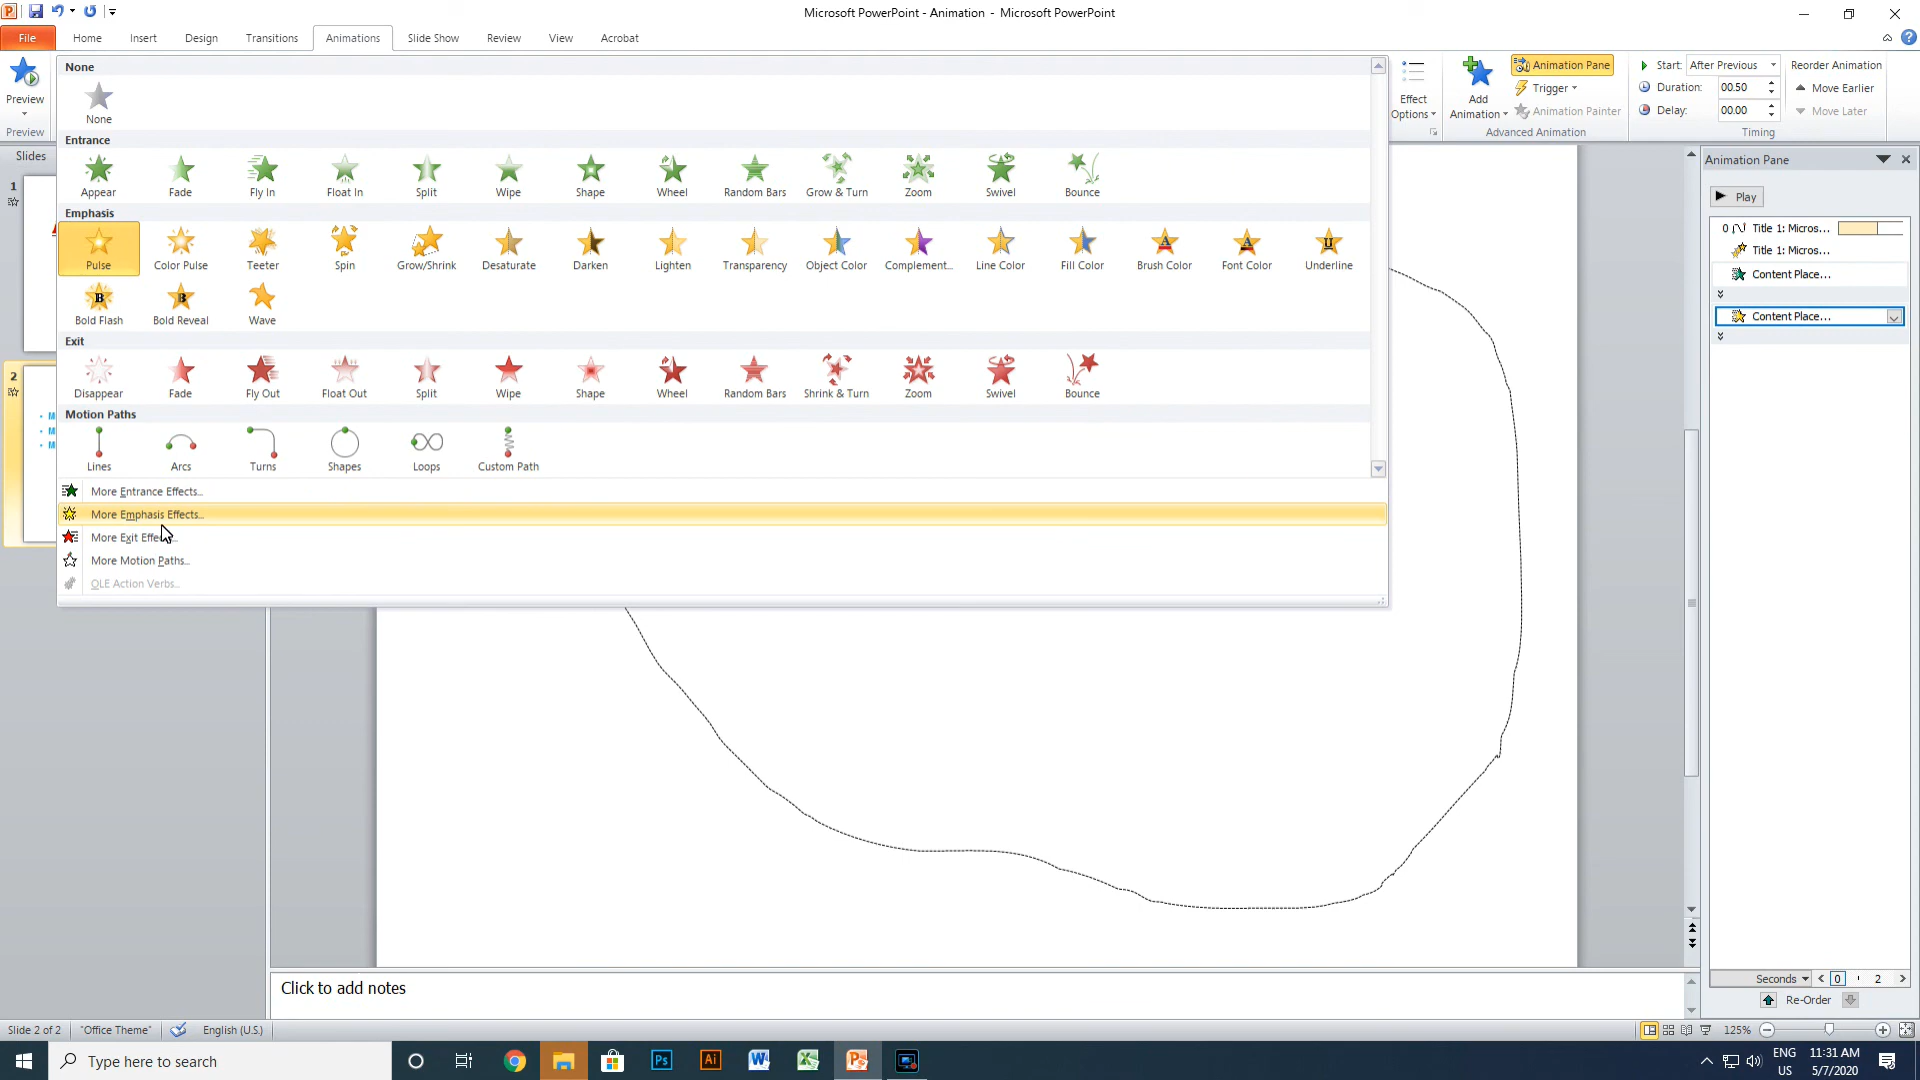 Microsoft PowerPoint - Animation - Microsoft PowerPoint
File Home Insert Design Transitions Animations Slide Show Review View Acrobat
Preview
Preview
None
None
Entrance
Appear Fade Fly In Float In Split Wipe Shape Wheel Random Bars Grow & Turn Zoom Swivel Bounce
Emphasis
Pulse Color Pulse Teeter Spin Grow/Shrink Desaturate Darken Lighten Transparency Object Color Complement... Line Color Fill Color Brush Color Font Color Underline
Bold Flash Bold Reveal Wave
Exit
Disappear Fade Fly Out Float Out Split Wipe Shape Wheel Random Bars Shrink & Turn Zoom Swivel Bounce
Motion Paths
Lines Arcs Turns Shapes Loops Custom Path
More Entrance Effects...
More Emphasis Effects...
More Exit Effe
More Motion Paths...
OLE Action Verbs...
Effect
Options
Add
Animation
Animation Pane
Trigger
Animation Painter
Advanced Animation
Start: After Previous
Duration: 00.50
Delay: 00.00
Timing
Reorder Animation
Move Earlier
Move Later
Slides
1
2
M
M
M
Animation Pane
Play
0 Title 1: Micros...
Title 1: Micros...
Content Place...
Content Place...
Seconds 0 2
Re-Order
Click to add notes
Slide 2 of 2 "Office Theme" English (U.S.) 125%
Type here to search
Ps
Ai
ENG
US
11:31 AM
5/7/2020